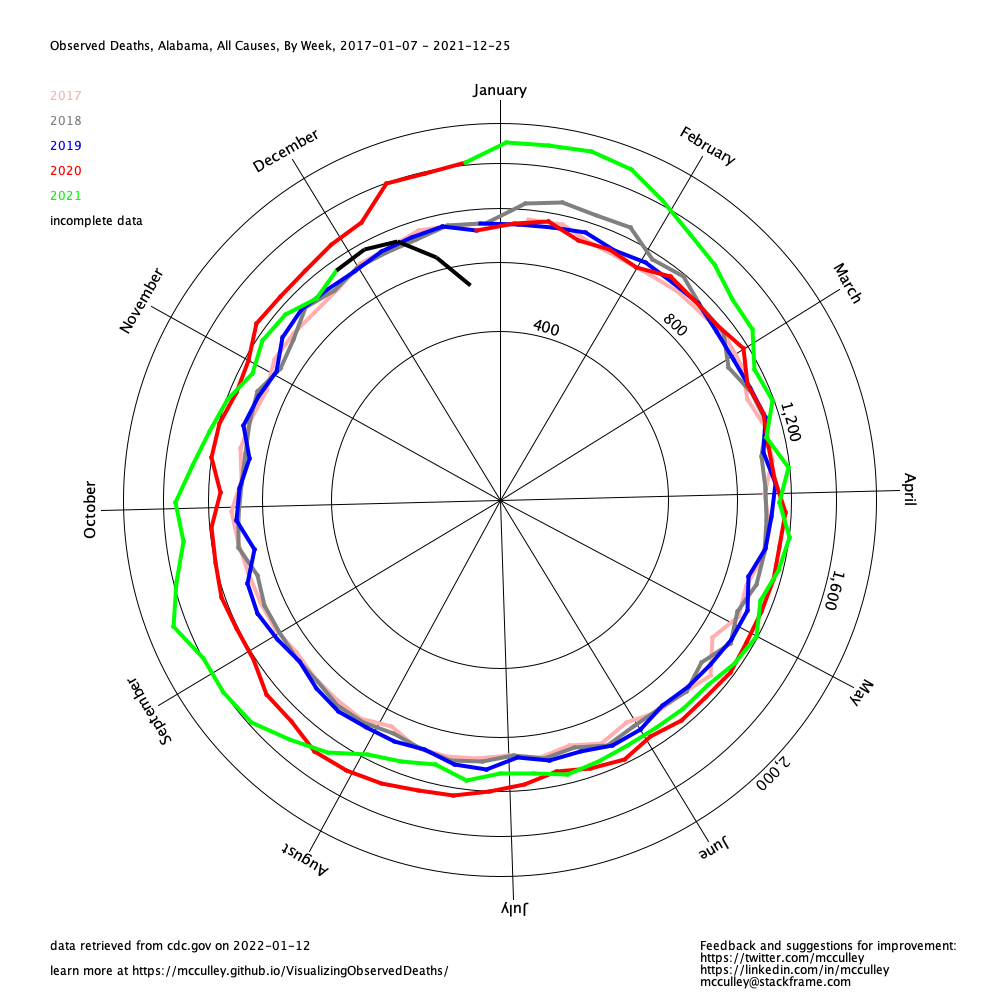 Observed Deaths, Alabama, All Causes, By Week, 2017-01-07 - 2021-12-25
January
2017
2018
2019
2020
2021
incomplete data
December
February
November
March
400
800
1,200
October
April
1,600
September
May
2,000
August
June
July
data retrieved from cdc.gov on 2022-01-12
learn more at https://mcculley.github.io/VisualizingObservedDeaths/
Feedback and suggestions for improvement:
https://twitter.com/mcculley
https://linkedin.com/in/mcculley
mcculley@stackframe.com